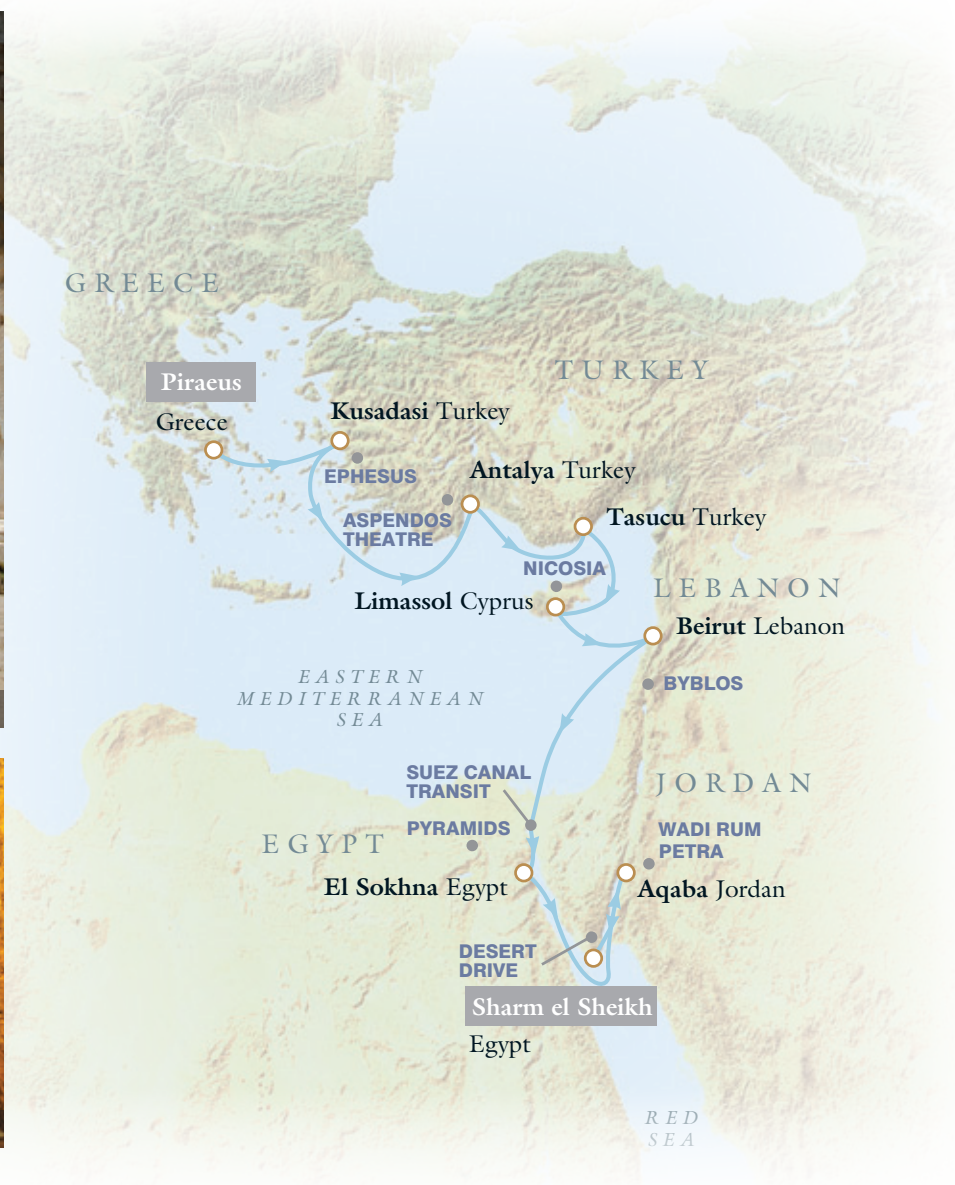 GREECE
TURKEY
Piraeus
Greece
Kusadasi Turkey
EPHESUS
Antalya Turkey
ASPENDOS
THEATRE
Tasucu Turkey
NICOSIA
LEBANON
Limassol Cyprus
Beirut Lebanon
EASTERN
MEDITERRANEAN
SEA
BYBLOS
SUEZ CANAL
TRANSIT
JORDAN
PYRAMIDS
WADI RUM
PETRA
EGYPT
El Sokhna Egypt
Aqaba Jordan
DESERT
DRIVE
Sharm el Sheikh
Egypt
RED
SEA